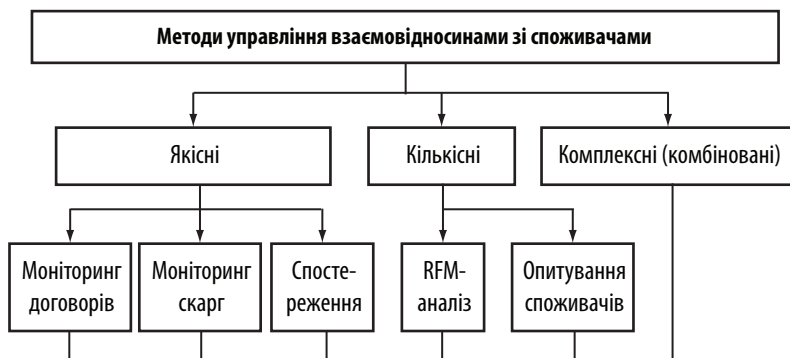 Методи управління взаємовідносинами зі споживачами
Якісні
Кількісні
Комплексні (комбіновані)
Моніторинг
договорів
Моніторинг
скарг
Спосте-
реження
RFM-
аналіз
Опитування
споживачів